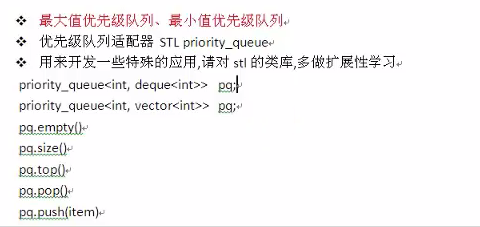 ❖ 最大值优先级队列、最小值优先级队列
❖ 优先级队列适配器 STL priority_queue
❖ 用来开发一些特殊的应用,请对 stl 的类库,多做扩展性学习
priority_queue<int, deque<int>> pq;
priority_queue<int, vector<int>> pq;
pq.empty()
pq.size()
pq.top()
pq.pop()
pq.push(item)